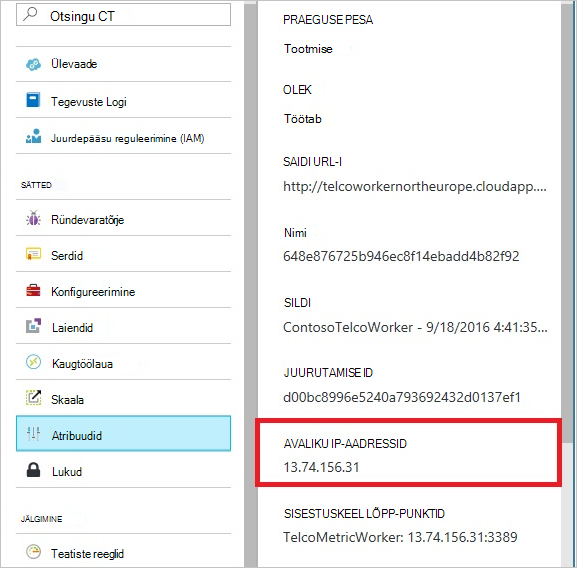 Otsingu CT
Ülevaade
Tegevuste Logi
Juurdepääsu reguleerimine (IAM)
SÄTTED
Ründevaratõrje
Serdid
Konfigureerimine
Laiendid
Kaugtöölaua
Skaala
Atribuudid
Lukud
JÄLGIMINE
Teatiste reeglid
PRAEGUSE PESA
Tootmise
OLEK
Töötab
SAIDI URL-I
http://telcoworkernortheurope.cloudapp....
Nimi
648e876725b946ec8f14ebadd4b82f92
SILDI
ContosoTelcoWorker - 9/18/2016 4:41:35...
JUURUTAMISE ID
d00bc8996e5240a793692432d0137ef1
AVALIKU IP-AADRESSID
13.74.156.31
SISESTUSKEEL LÕPP-PUNKTID
TelcoMetricWorker: 13.74.156.31:3389